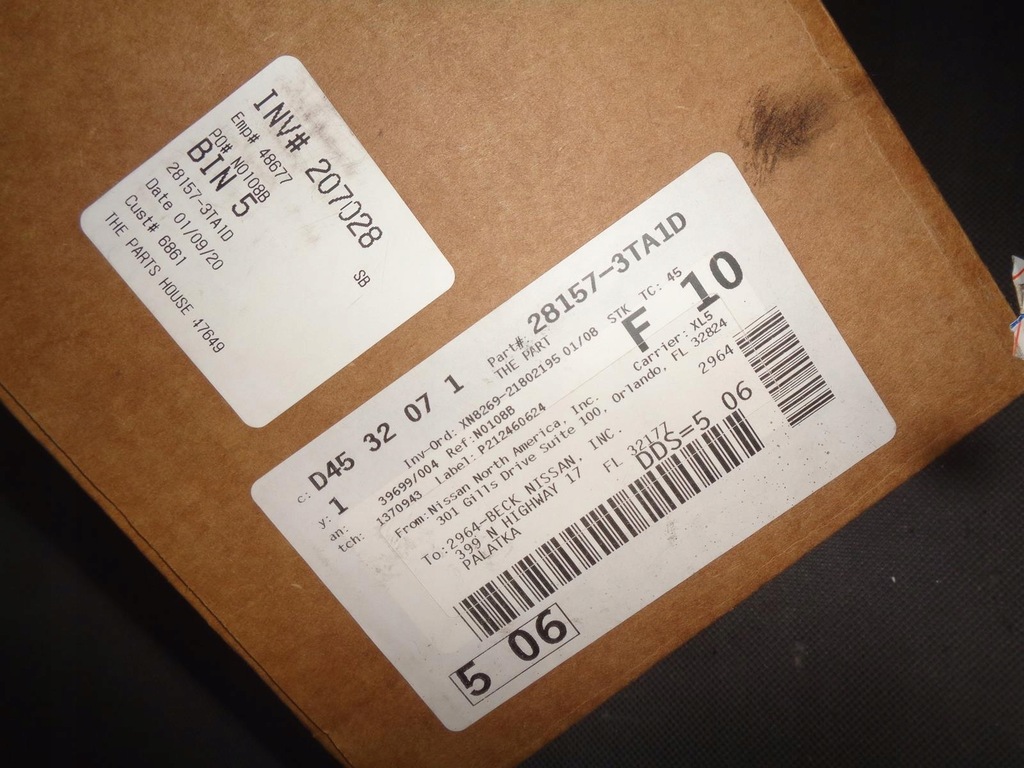 INV# 207028
Emp# 48677
PO# N0108B
BIN 5
28157-3TA1D
Date 01/09/20
Cust# 6861 SB
THE PARTS HOUSE 47649
Part#: 28157-3TA1D
THE PART
C: D45 32 07 1
y: 1
Inv-Ord: XN8269-21802195 01/08 STK TC: 45
an: 39699/004 Ref:N0108B
F 10
tch: 1370943 Label: P212460624
From:Nissan North America, Inc. Carrier: XL5
301 Gills Drive Suite 100, Orlando, FL 32824
To:2964-BECK NISSAN, INC. 2964
399 N HIGHWAY 17
PALATKA FL 32177
DDS=5 06
5 06